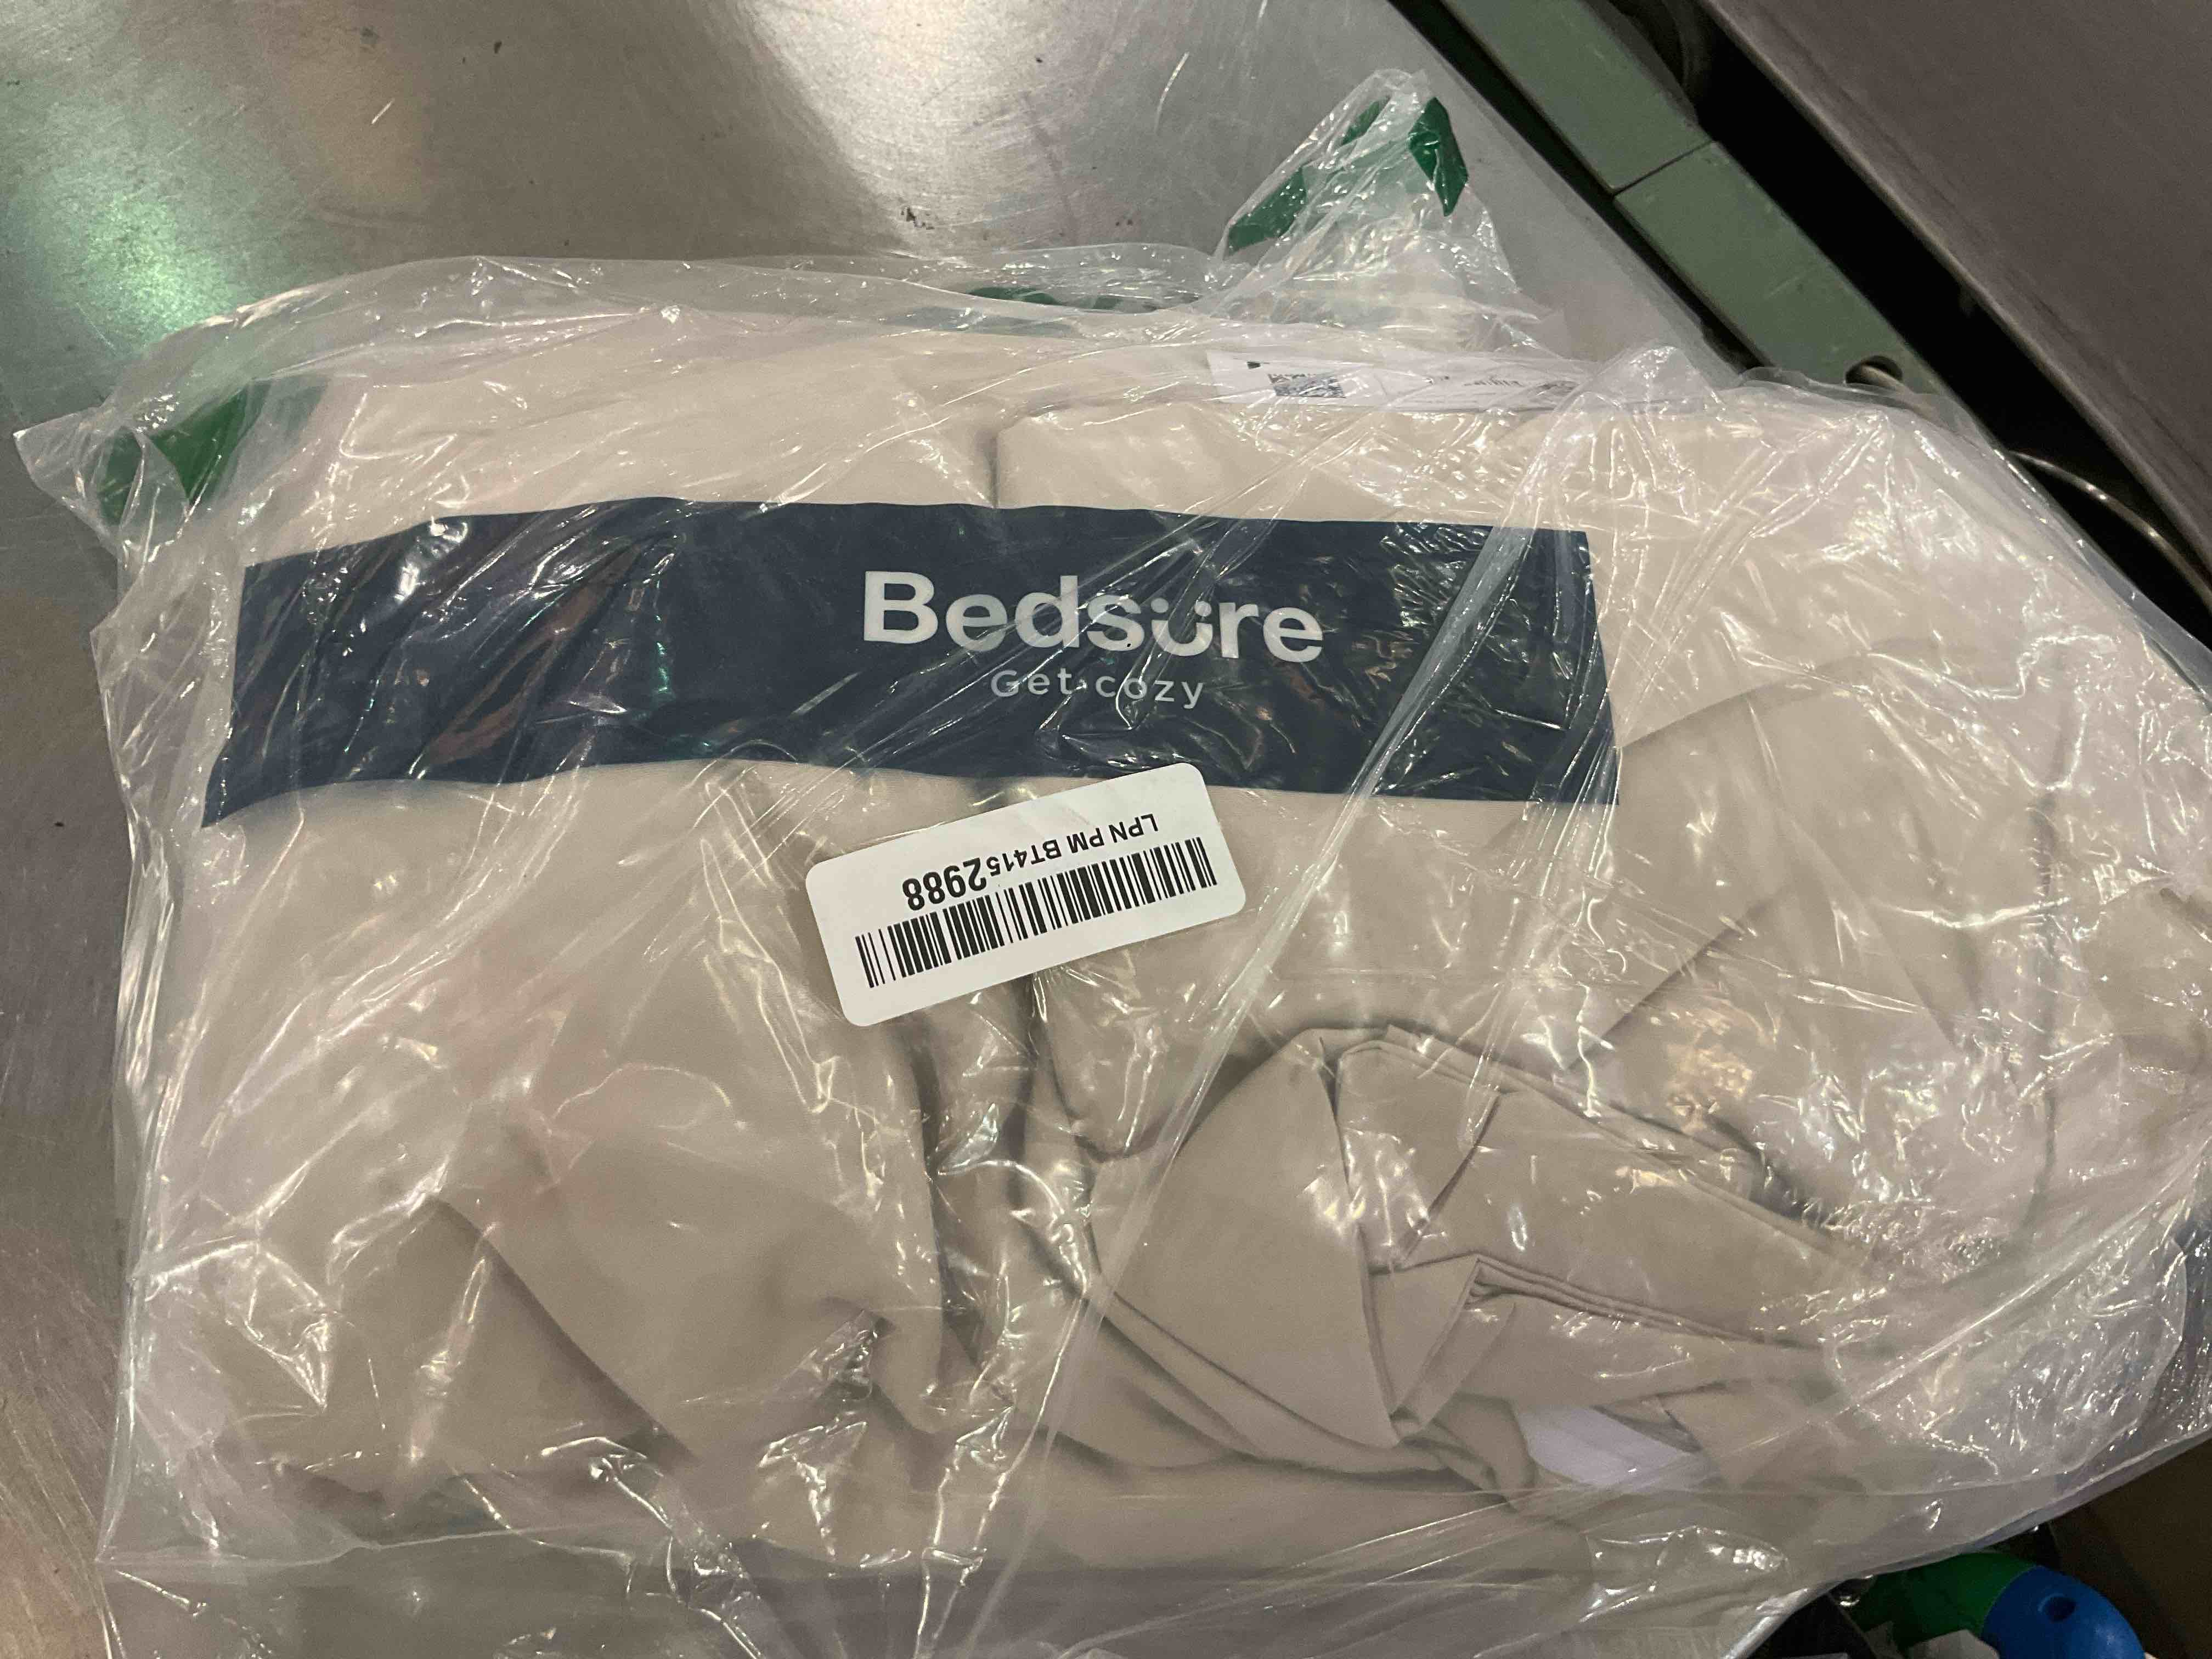 Bedsure
Get cozy
LPN PM BT4152988